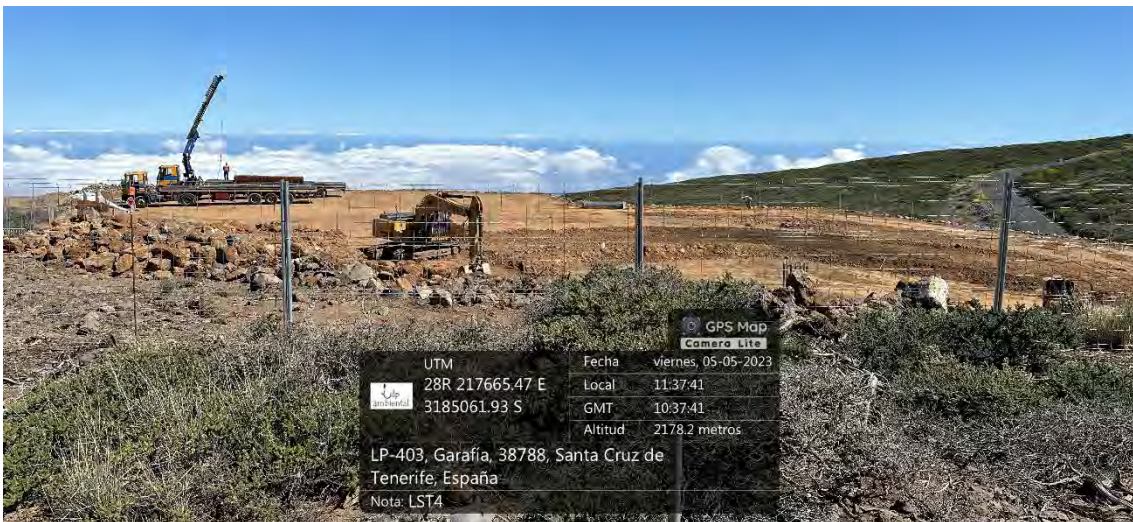 GPS Map
Camera Lite
UTM
28R 217665.47 E
3185061.93 S
Fecha viernes, 05-05-2023
Local 11:37:41
GMT 10:37:41
Altitud 2178.2 metros
ambiental
LP-403, Garafía, 38788, Santa Cruz de
Tenerife, España
Nota: LST4